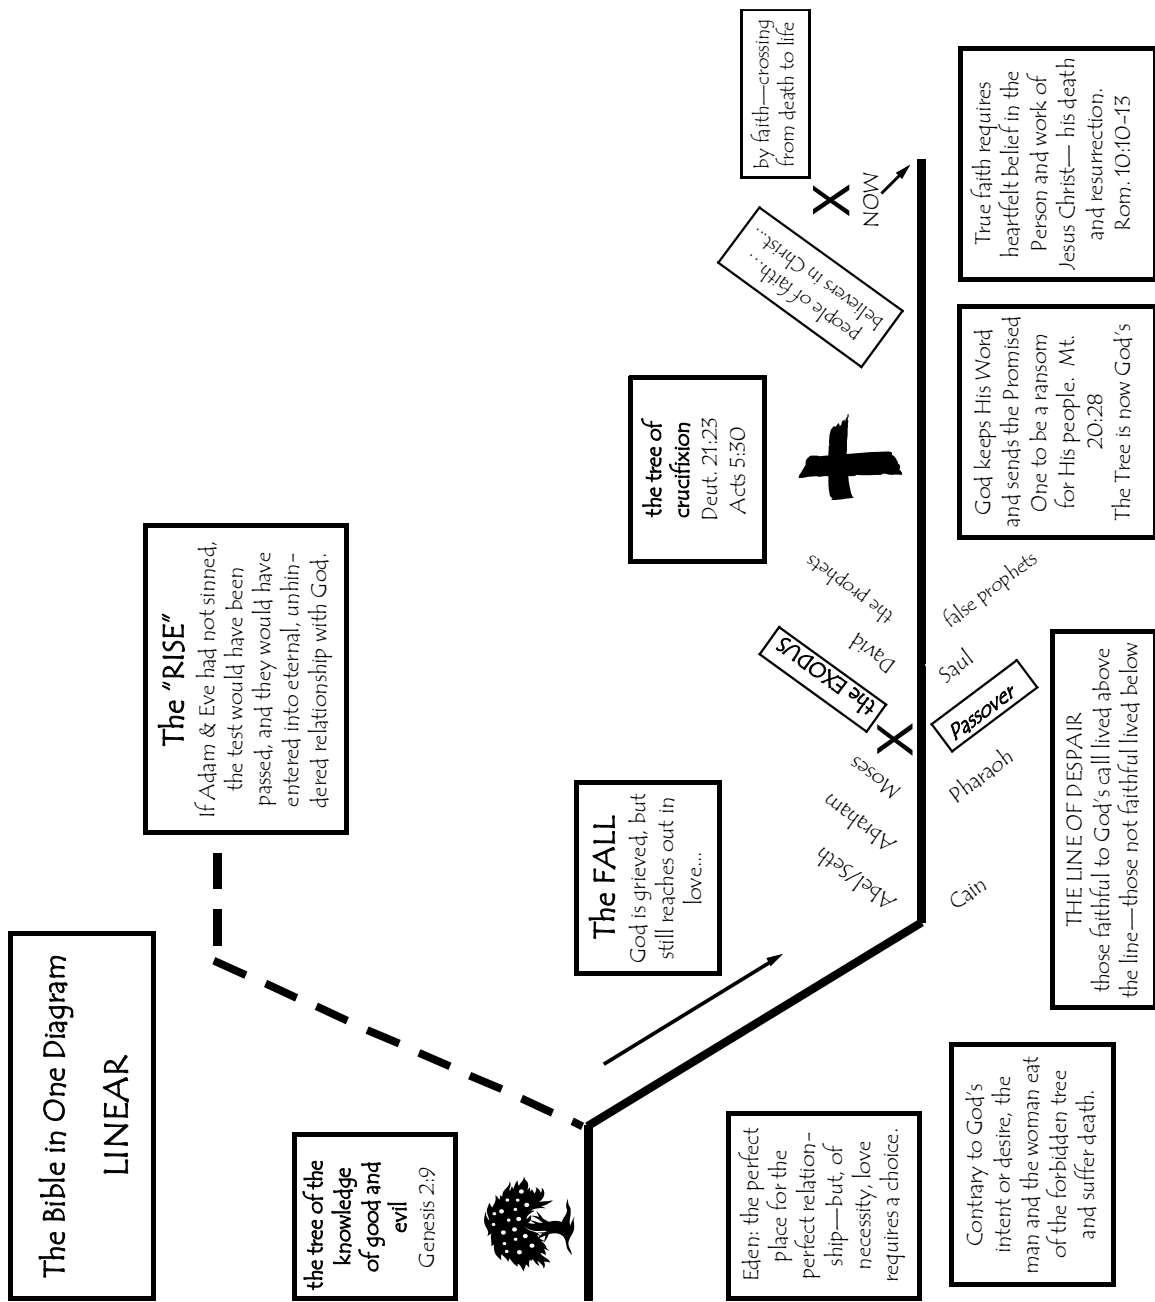 The Bible in One Diagram
LINEAR
The “RISE”
If Adam & Eve had not sinned,
the test would have been
passed, and they would have
entered into eternal, unhin-
dered relationship with God.
the tree of the
knowledge
of good and
evil
Genesis 2:9
The FALL
God is grieved, but
still reaches out in
love...
the tree of
crucifixion
Deut. 21:23
Acts 5:30
by faith—crossing
from death to life
people of faith....
believers in Christ...
X
NOW
Abel/Seth
Abraham
Moses
X
the EXODUS
David
the prophets
Cain
Pharaoh
Passover
Saul
false prophets
Eden: the perfect
place for the
perfect relation-
ship—but, of
necessity, love
requires a choice.
Contrary to God’s
intent or desire, the
man and the woman eat
of the forbidden tree
and suffer death.
THE LINE OF DESPAIR
those faithful to God’s call lived above
the line—those not faithful lived below
God keeps His Word
and sends the Promised
One to be a ransom
for His people. Mt.
20:28
The Tree is now God’s
True faith requires
heartfelt belief in the
Person and work of
Jesus Christ— his death
and resurrection.
Rom. 10:10-13